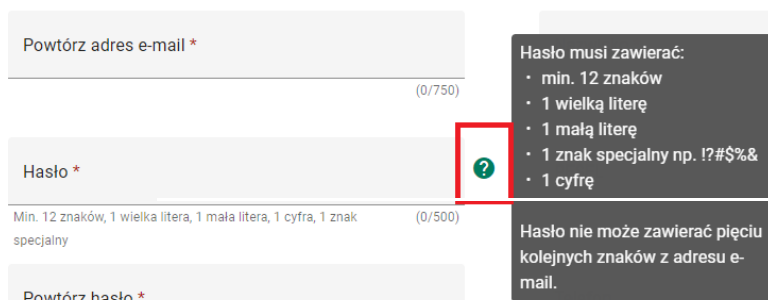 Powtórz adres e-mail *
(0/750)
Hasło *
Min. 12 znaków, 1 wielka litera, 1 mała litera, 1 cyfra, 1 znak
specjalny
(0/500)
Powtórz hasło *
?
Hasło musi zawierać:
· min. 12 znaków
· 1 wielką literę
· 1 małą literę
· 1 znak specjalny np. !?#$%&
· 1 cyfrę
Hasło nie może zawierać pięciu
kolejnych znaków z adresu e-
mail.